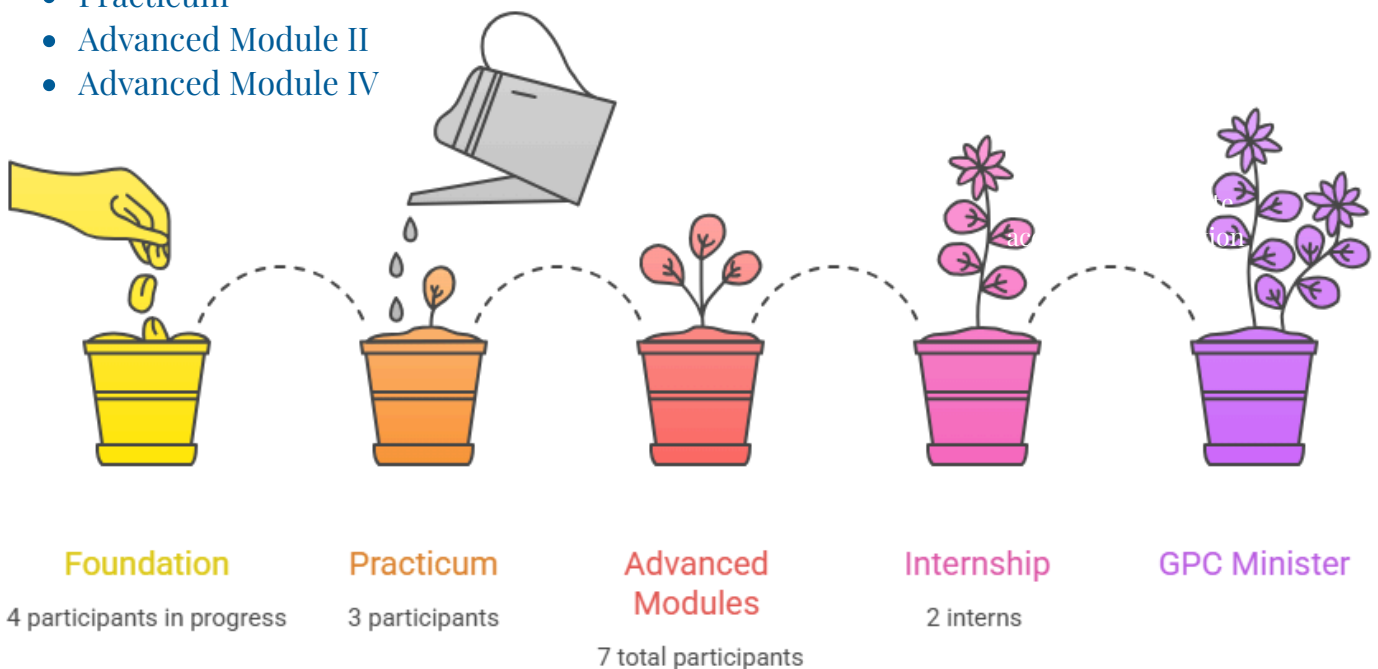 Practicum
Advanced Module II
Advanced Module IV
Foundation
4 participants in progress
Practicum
3 participants
Advanced
Modules
7 total participants
Internship
2 interns
GPC Minister